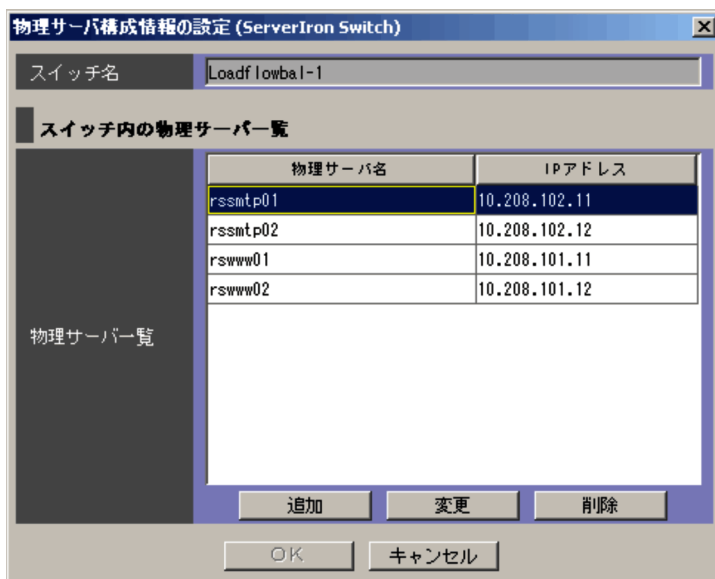 物理サーバ構成情報の設定 (ServerIron Switch)
スイッチ名 Loadflowbal-1
スイッチ内の物理サーバ一覧
物理サーバ名 IPアドレス
rssmtp01 10.208.102.11
rssmtp02 10.208.102.12
rswww01 10.208.101.11
rswww02 10.208.101.12
物理サーバ一覧
追加 変更 削除
OK キャンセル